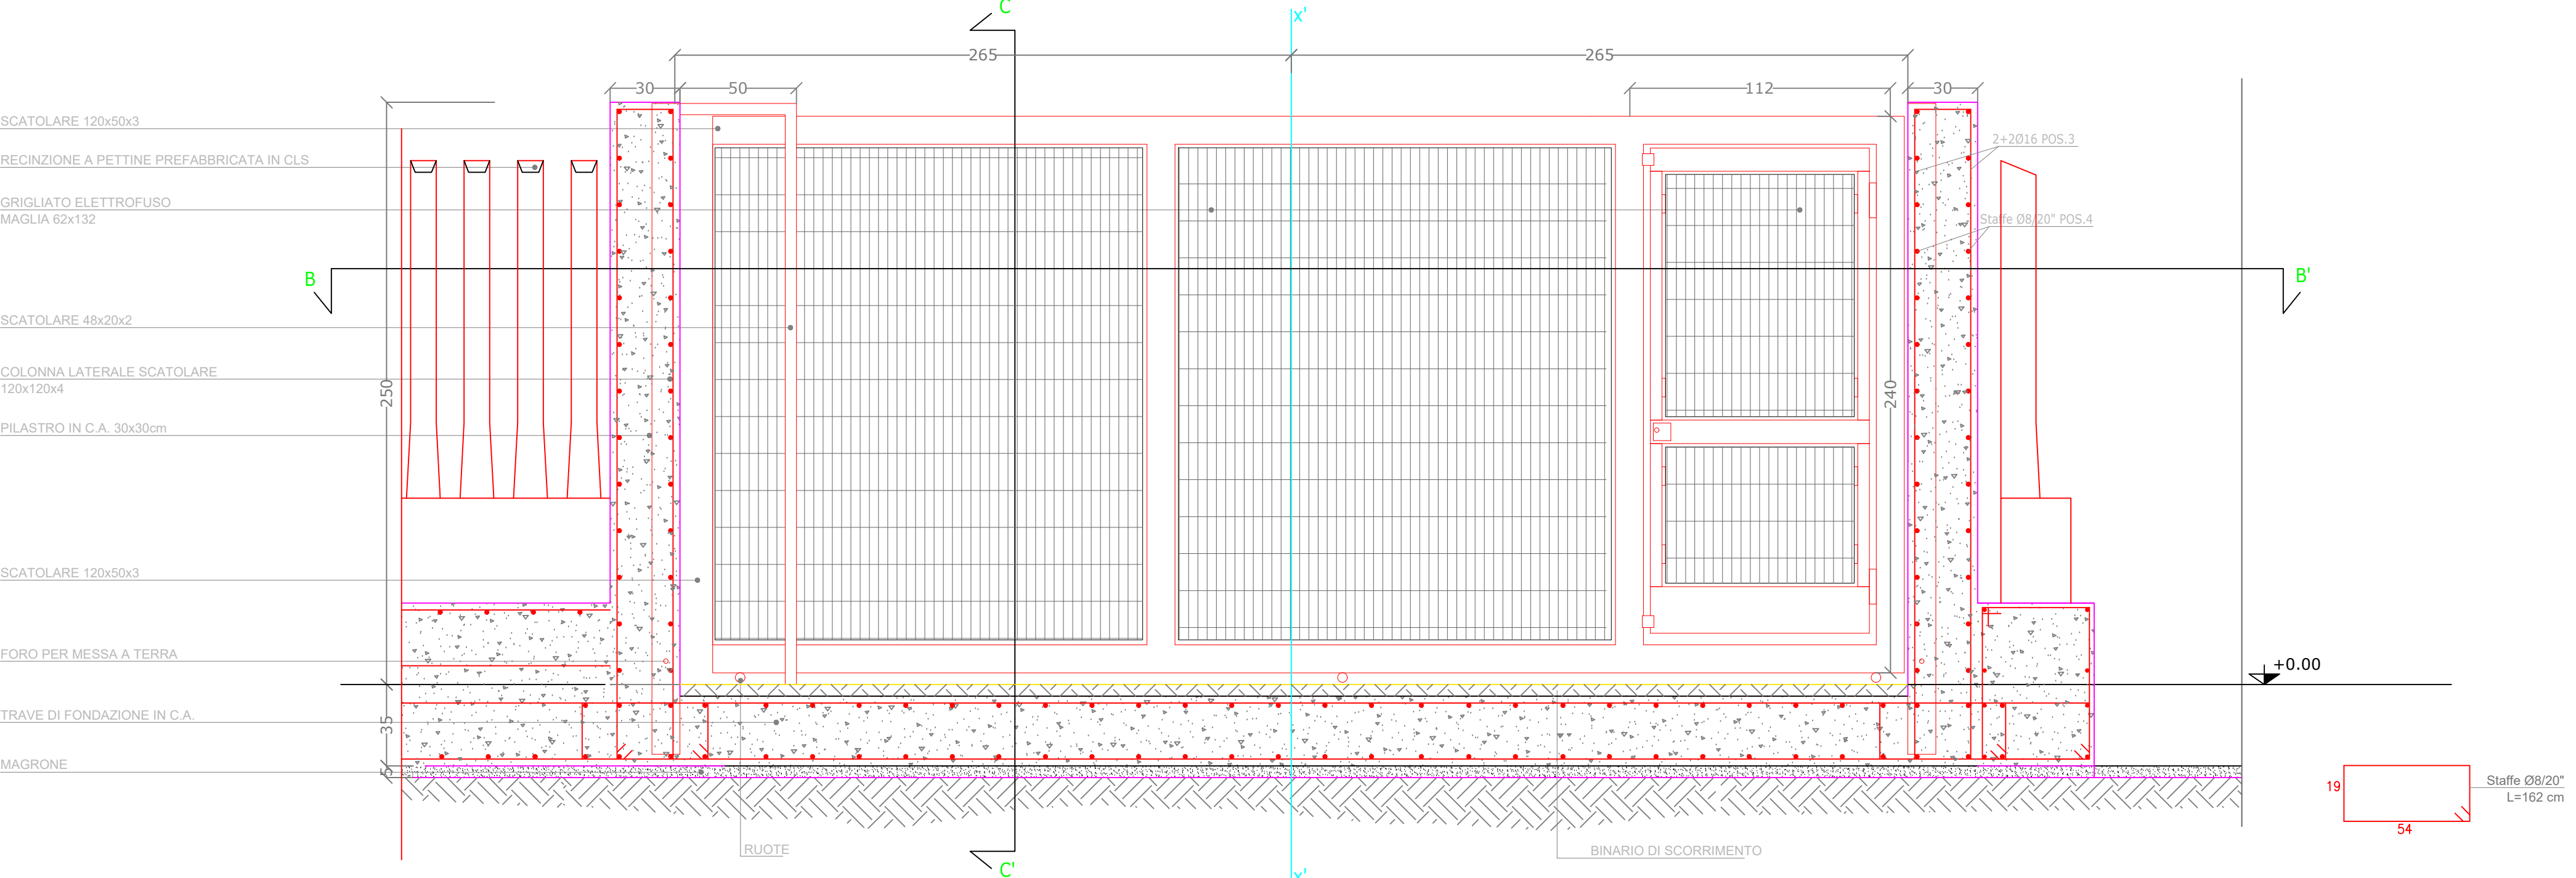 C
x'
265
265
30
50
112
30
SCATOLARE 120x50x3
2+2Ø16 POS.3
RECINZIONE A PETTINE PREFABBRICATA IN CLS
GRIGLIATO ELETTROFUSO
MAGLIA 62x132
Staffe Ø8/20" POS.4
B
B'
SCATOLARE 48x20x2
COLONNA LATERALE SCATOLARE
120x120x4
250
240
PILASTRO IN C.A. 30x30cm
SCATOLARE 120x50x3
FORO PER MESSA A TERRA
+0.00
TRAVE DI FONDAZIONE IN C.A.
35
MAGRONE
5
19
Staffe Ø8/20"
L=162 cm
54
RUOTE
BINARIO DI SCORRIMENTO
C'
x'